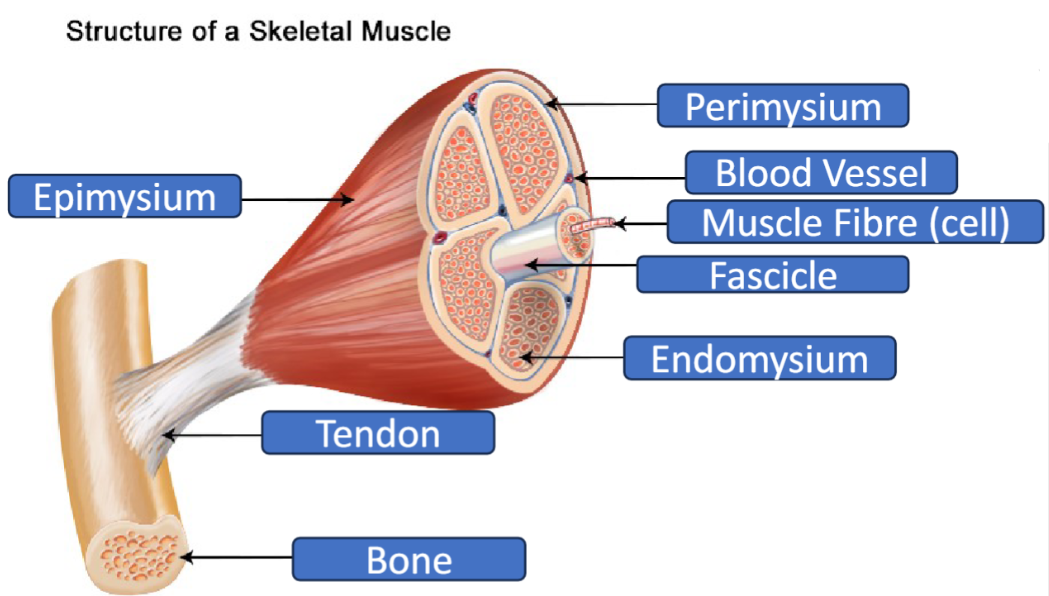 Structure of a Skeletal Muscle
Perimysium
Blood Vessel
Epimysium
Muscle Fibre (cell)
Fascicle
Endomysium
Tendon
Bone